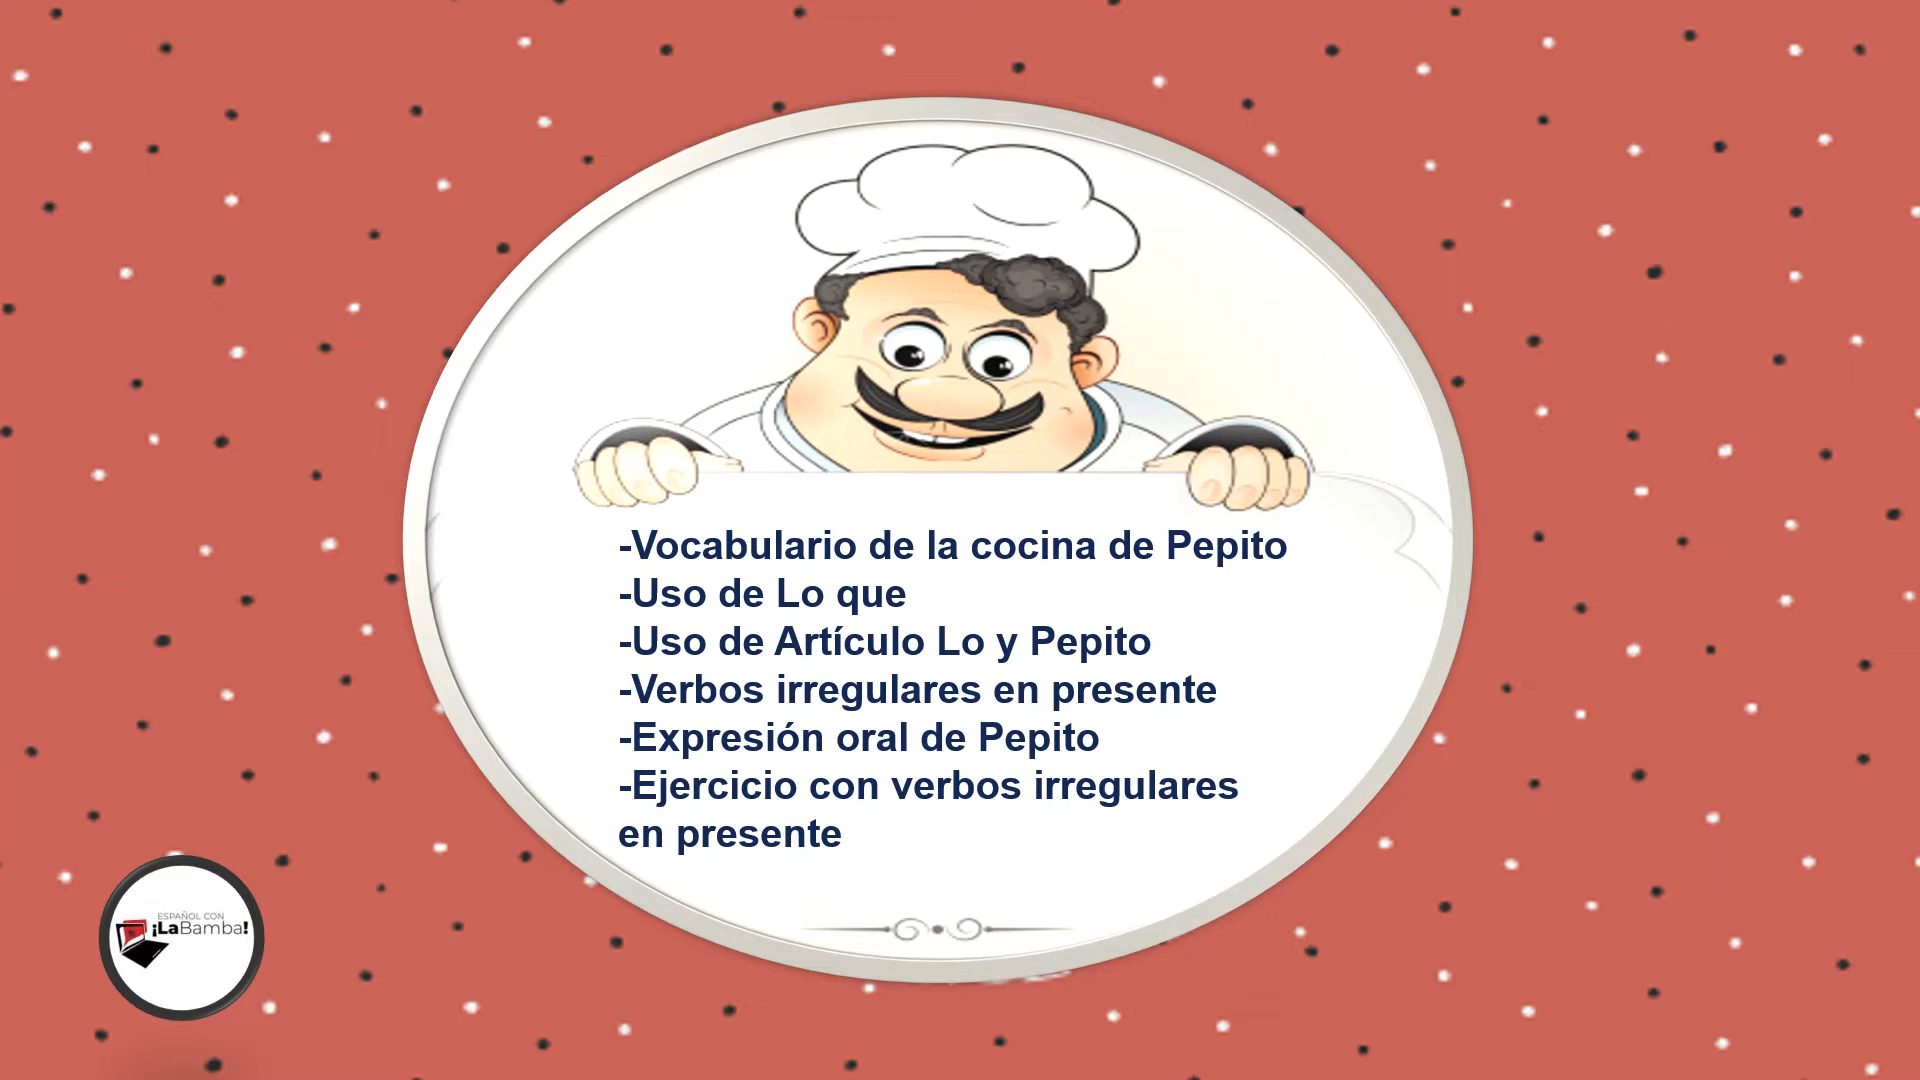 -Vocabulario de la cocina de Pepito
-Uso de Lo que
-Uso de Artículo Lo y Pepito
-Verbos irregulares en presente
-Expresión oral de Pepito
-Ejercicio con verbos irregulares
en presente
ESPAÑOL CON
¡LaBamba!